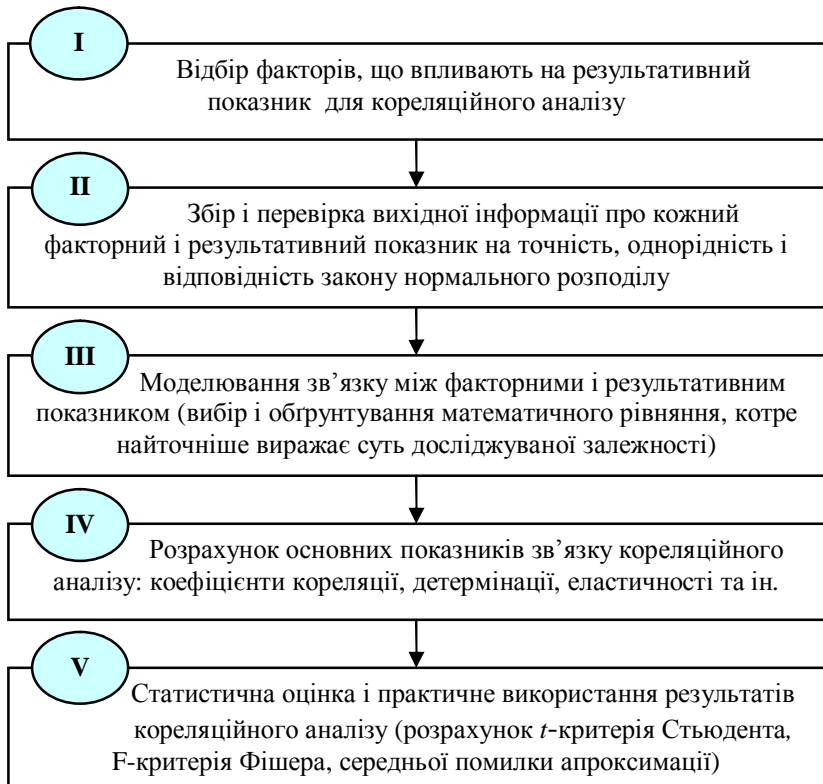 I
Відбір факторів, що впливають на результативний
показник для кореляційного аналізу
II
Збір і перевірка вихідної інформації про кожний
факторний і результативний показник на точність, однорідність і
відповідність закону нормального розподілу
III
Моделювання зв’язку між факторними і результативним
показником (вибір і обґрунтування математичного рівняння, котре
найточніше виражає суть досліджуваної залежності)
IV
Розрахунок основних показників зв’язку кореляційного
аналізу: коефіцієнти кореляції, детермінації, еластичності та ін.
V
Статистична оцінка і практичне використання результатів
кореляційного аналізу (розрахунок t-критерія Стьюдента,
F-критерія Фішера, середньої помилки апроксимації)